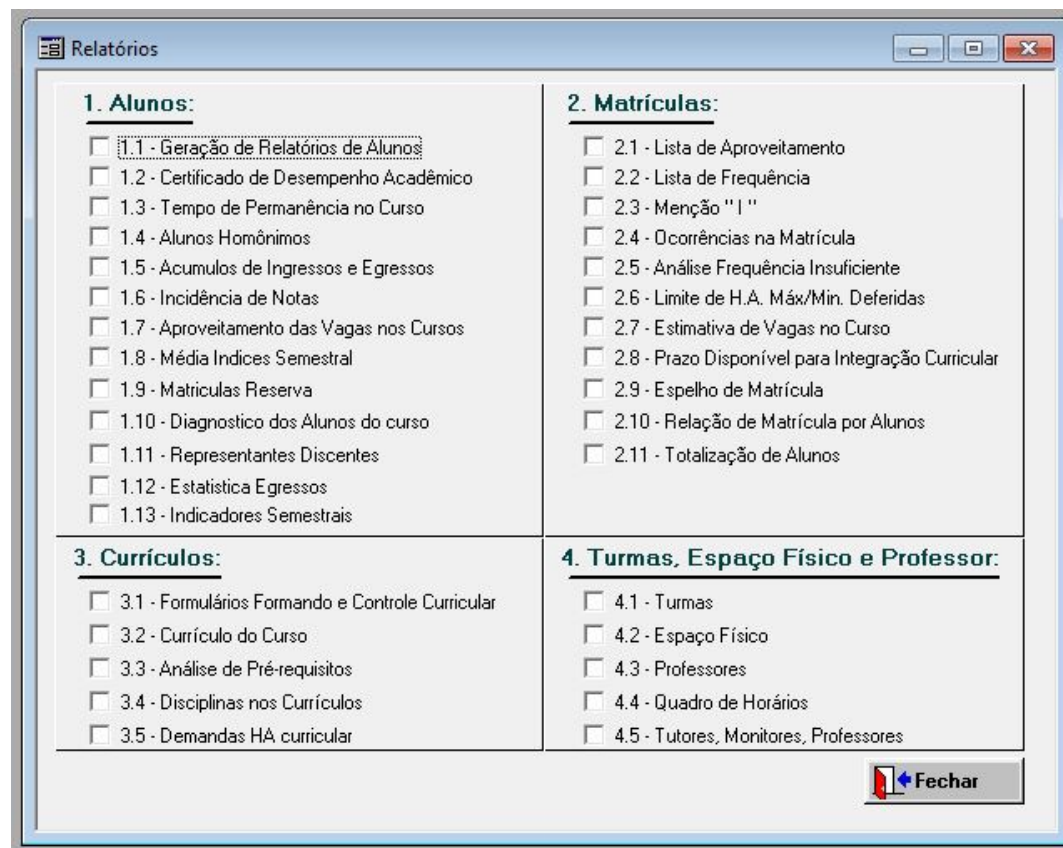 Relatórios
1. Alunos:
1.1 - Geração de Relatórios de Alunos
1.2 - Certificado de Desempenho Acadêmico
1.3 - Tempo de Permanência no Curso
1.4 - Alunos Homônimos
1.5 - Acumulos de Ingressos e Egressos
1.6 - Incidência de Notas
1.7 - Aproveitamento das Vagas nos Cursos
1.8 - Média Indices Semestral
1.9 - Matriculas Reserva
1.10 - Diagnostico dos Alunos do curso
1.11 - Representantes Discentes
1.12 - Estatistica Egressos
1.13 - Indicadores Semestrais
2. Matrículas:
2.1 - Lista de Aproveitamento
2.2 - Lista de Frequência
2.3 - Menção " I "
2.4 - Ocorrências na Matrícula
2.5 - Análise Frequência Insuficiente
2.6 - Limite de H.A. Máx/Min. Deferidas
2.7 - Estimativa de Vagas no Curso
2.8 - Prazo Disponível para Integração Curricular
2.9 - Espelho de Matrícula
2.10 - Relação de Matrícula por Alunos
2.11 - Totalização de Alunos
3. Currículos:
3.1 - Formulários Formando e Controle Curricular
3.2 - Currículo do Curso
3.3 - Análise de Pré-requisitos
3.4 - Disciplinas nos Currículos
3.5 - Demandas HA curricular
4. Turmas, Espaço Físico e Professor:
4.1 - Turmas
4.2 - Espaço Físico
4.3 - Professores
4.4 - Quadro de Horários
4.5 - Tutores, Monitores, Professores
Fechar